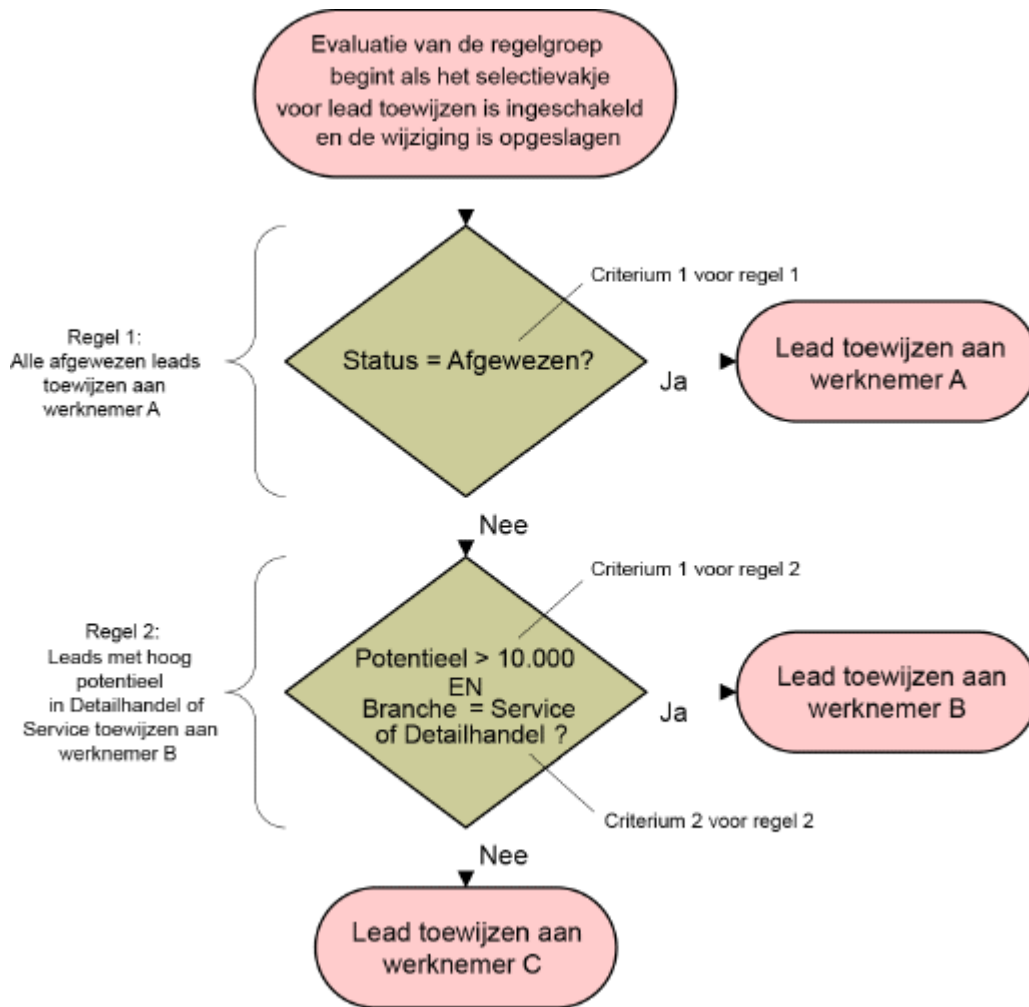 Evaluatie van de regelgroep
begint als het selectievakje
voor lead toewijzen is ingeschakeld
en de wijziging is opgeslagen
Criterium 1 voor regel 1
Regel 1:
Alle afgewezen leads
toewijzen aan
werknemer A
Status = Afgewezen?
Ja
Lead toewijzen aan
werknemer A
Nee
Criterium 1 voor regel 2
Regel 2:
Leads met hoog
potentieel
in Detailhandel of
Service toewijzen aan
werknemer B
Potentieel > 10.000
EN
Branche = Service
of Detailhandel ?
Ja
Lead toewijzen aan
werknemer B
Criterium 2 voor regel 2
Nee
Lead toewijzen aan
werknemer C